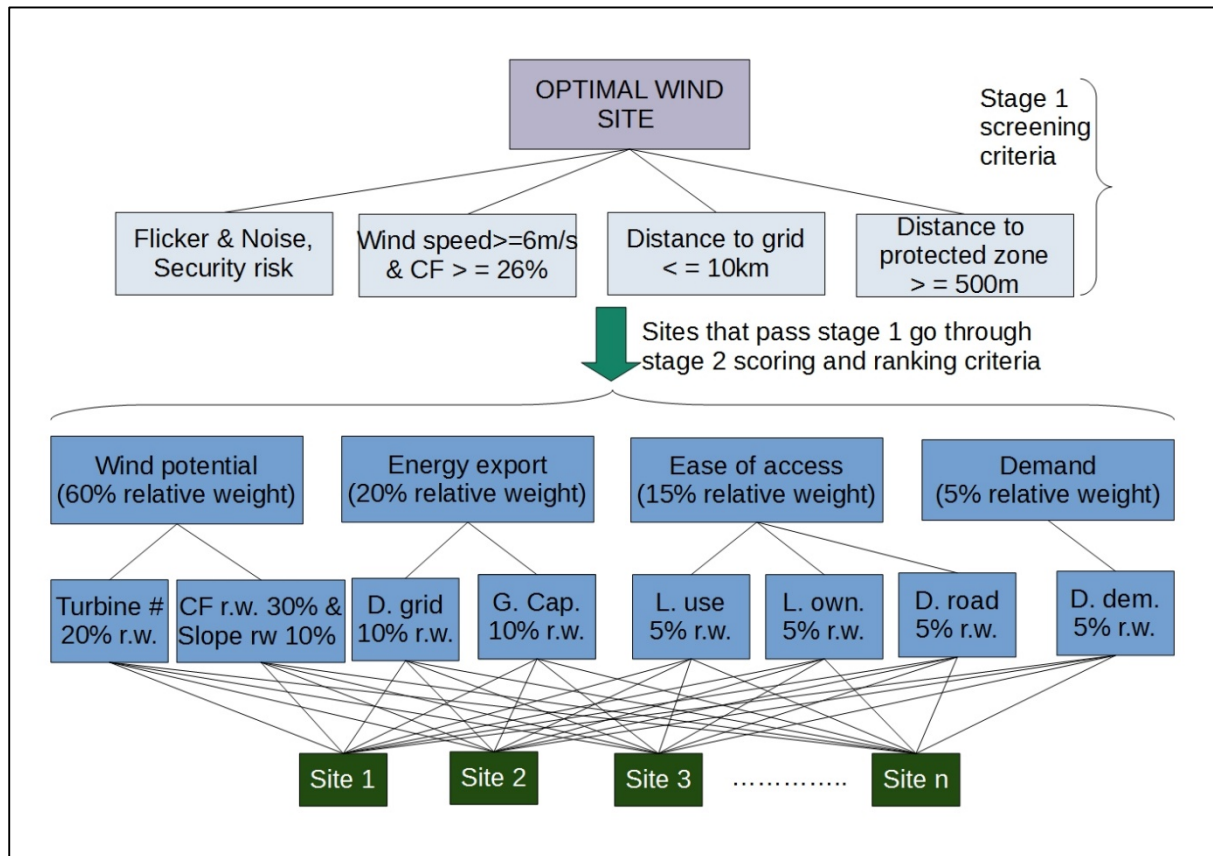 OPTIMAL WIND
SITE
Stage 1
screening
criteria
Flicker & Noise,
Security risk
Wind speed>=6m/s
& CF > = 26%
Distance to grid
< = 10km
Distance to
protected zone
> = 500m
Sites that pass stage 1 go through
stage 2 scoring and ranking criteria
Wind potential
(60% relative weight)
Energy export
(20% relative weight)
Ease of access
(15% relative weight)
Demand
(5% relative weight)
Turbine #
20% r.w.
CF r.w. 30% &
Slope rw 10%
D. grid
10% r.w.
G. Cap.
10% r.w.
L. use
5% r.w.
L. own.
5% r.w.
D. road
5% r.w.
D. dem.
5% r.w.
Site 1
Site 2
Site 3
…………..
Site n